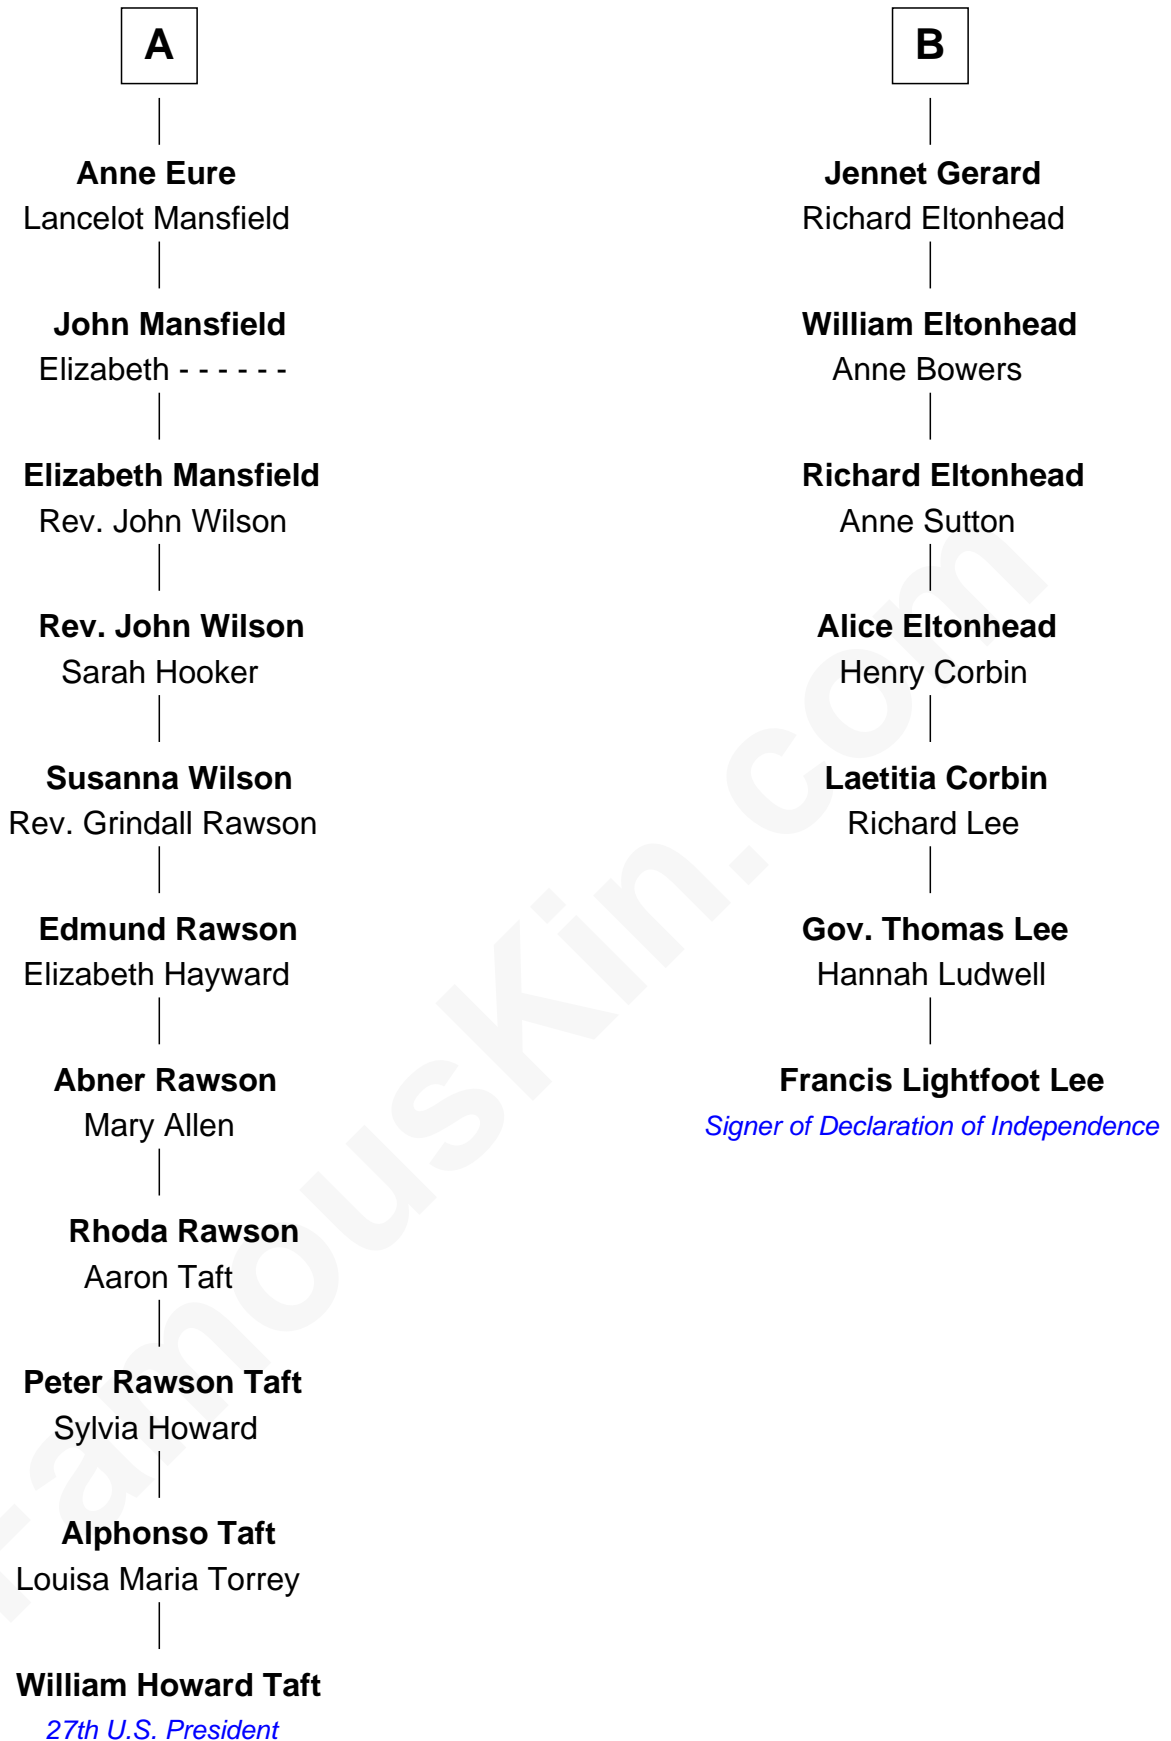 A
Anne Eure
Lancelot Mansfield
John Mansfield
Elizabeth - - - - - -
Elizabeth Mansfield
Rev. John Wilson
Rev. John Wilson
Sarah Hooker
Susanna Wilson
Rev. Grindall Rawson
Edmund Rawson
Elizabeth Hayward
Abner Rawson
Mary Allen
Rhoda Rawson
Aaron Taft
Peter Rawson Taft
Sylvia Howard
Alphonso Taft
Louisa Maria Torrey
William Howard Taft
27th U.S. President
B
Jennet Gerard
Richard Eltonhead
William Eltonhead
Anne Bowers
Richard Eltonhead
Anne Sutton
Alice Eltonhead
Henry Corbin
Laetitia Corbin
Richard Lee
Gov. Thomas Lee
Hannah Ludwell
Francis Lightfoot Lee
Signer of Declaration of Independence
FamousKin.com